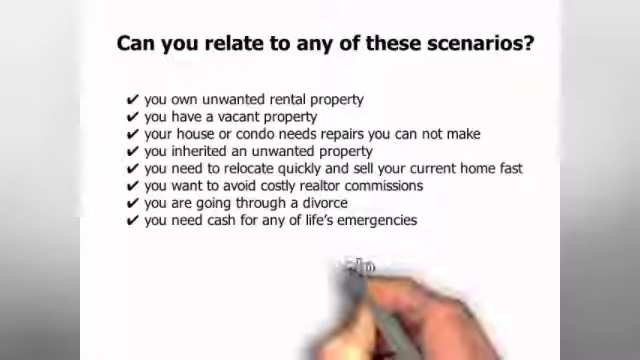 Can you relate to any of these scenarios?
✔ you own unwanted rental property
✔ you have a vacant property
✔ your house or condo needs repairs you can not make
✔ you inherited an unwanted property
✔ you need to relocate quickly and sell your current home fast
✔ you want to avoid costly realtor commissions
✔ you are going through a divorce
✔ you need cash for any of life's emergencies